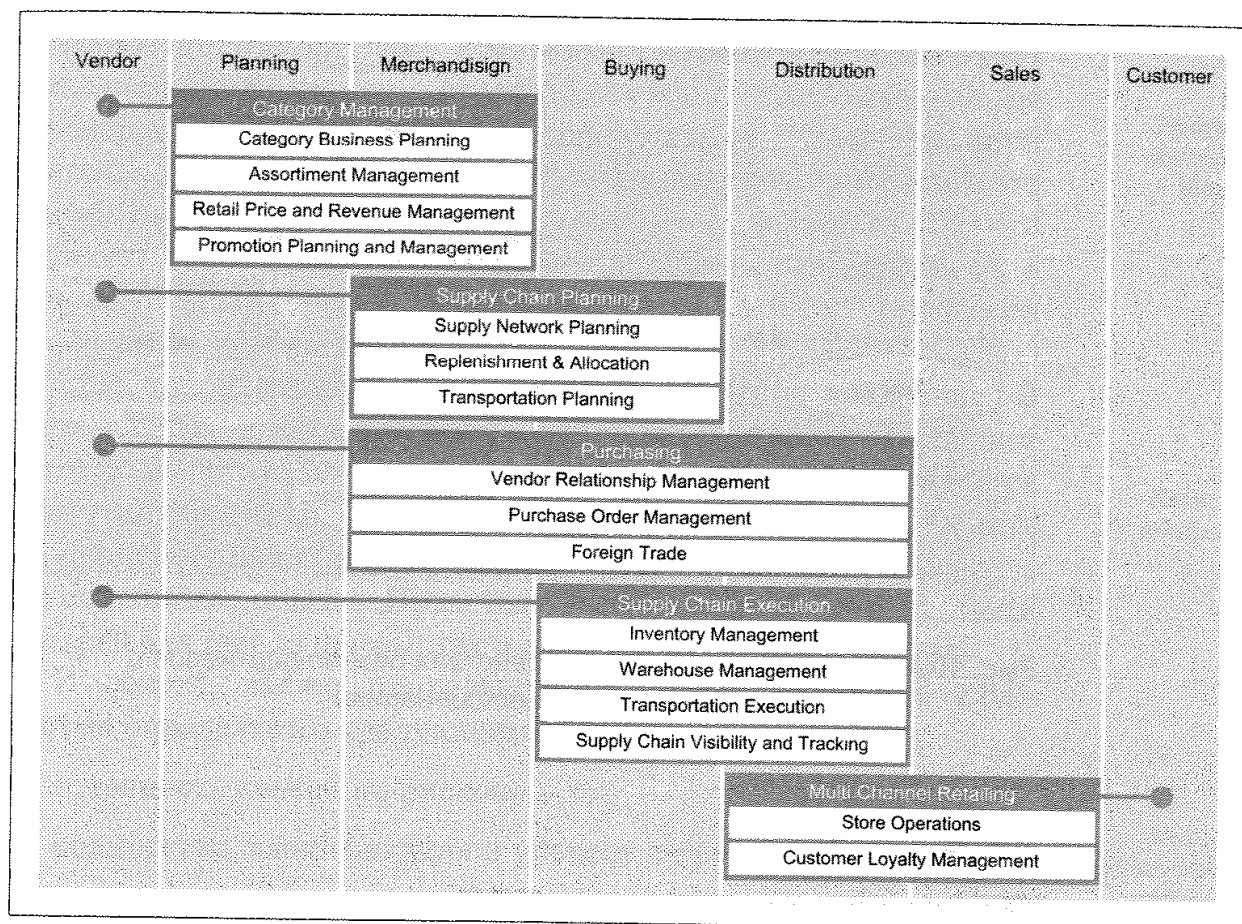 Vendor
Planning
Merchandisign
Buying
Distribution
Sales
Customer
Category Management
Category Business Planning
Assortiment Management
Retail Price and Revenue Management
Promotion Planning and Management
Supply Chain Planning
Supply Network Planning
Replenishment & Allocation
Transportation Planning
Purchasing
Vendor Relationship Management
Purchase Order Management
Foreign Trade
Supply Chain Execution
Inventory Management
Warehouse Management
Transportation Execution
Supply Chain Visibility and Tracking
Multi Channel Retailing
Store Operations
Customer Loyalty Management